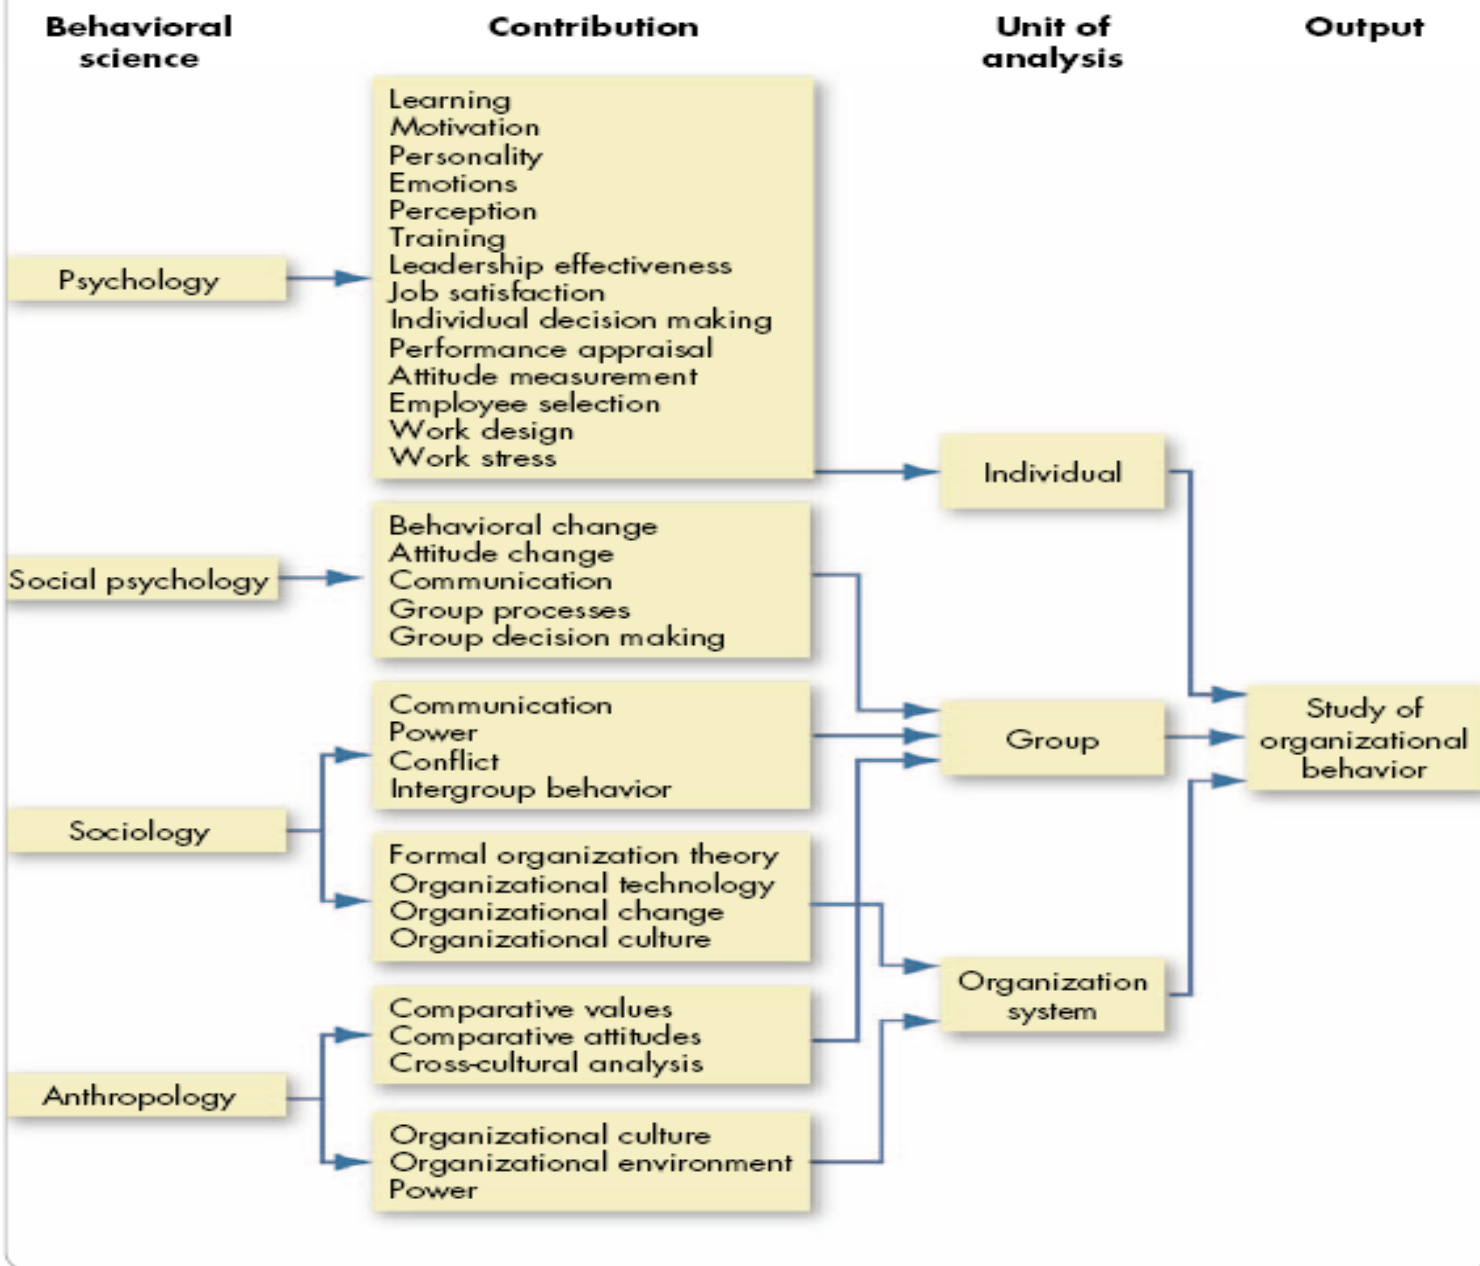 Behavioral
science
Contribution
Unit of
analysis
Output
Psychology
Learning
Motivation
Personality
Emotions
Perception
Training
Leadership effectiveness
Job satisfaction
Individual decision making
Performance appraisal
Attitude measurement
Employee selection
Work design
Work stress
Individual
Social psychology
Behavioral change
Attitude change
Communication
Group processes
Group decision making
Sociology
Communication
Power
Conflict
Intergroup behavior
Group
Study of
organizational
behavior
Formal organization theory
Organizational technology
Organizational change
Organizational culture
Organization
system
Anthropology
Comparative values
Comparative attitudes
Cross-cultural analysis
Organizational culture
Organizational environment
Power